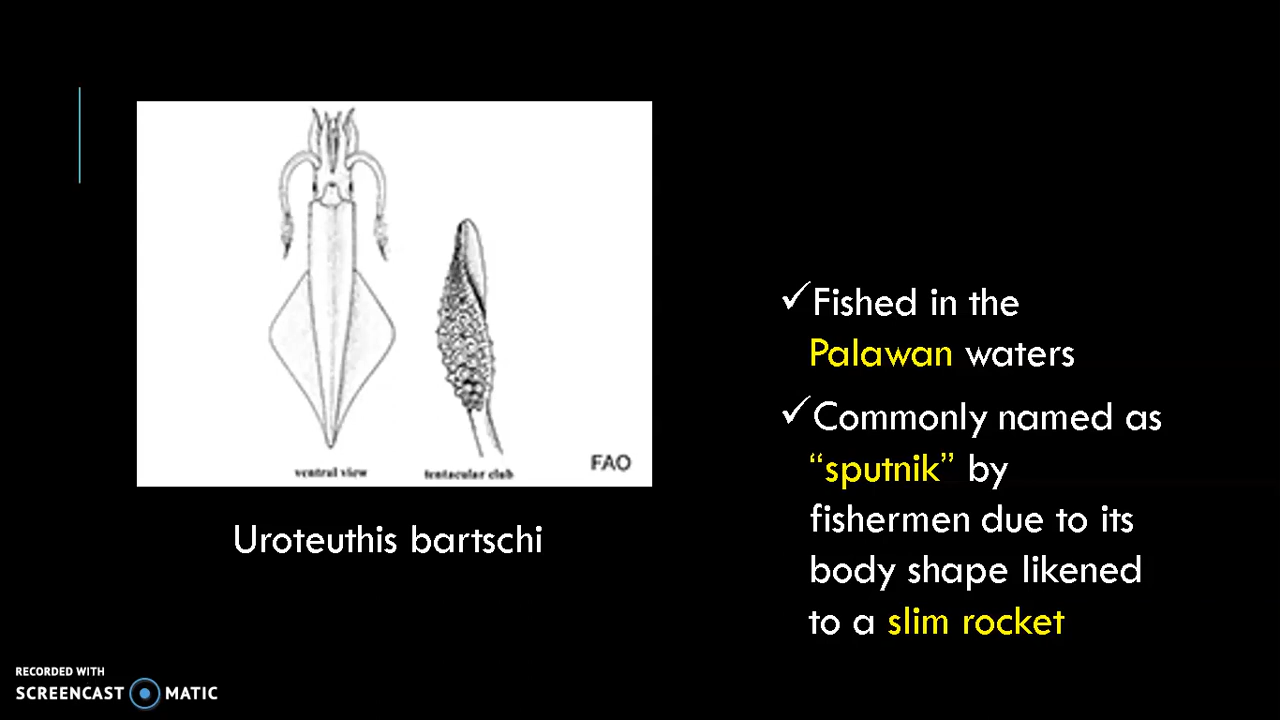 ventral view
tentacular club
FAO
Uroteuthis bartschi
Fished in the
Palawan waters
Commonly named as
“sputnik” by
fishermen due to its
body shape likened
to a slim rocket
RECORDED WITH
SCREENCAST MATIC